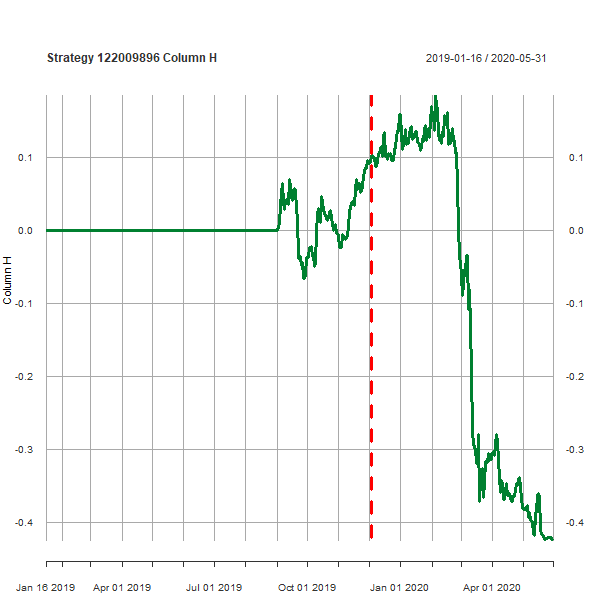 Strategy 122009896 Column H
2019-01-16 / 2020-05-31
0.1
0.1
0.0
0.0
Column H
-0.1
-0.1
-0.2
-0.2
-0.3
-0.3
-0.4
-0.4
Jan 16 2019
Apr 01 2019
Jul 01 2019
Oct 01 2019
Jan 01 2020
Apr 01 2020